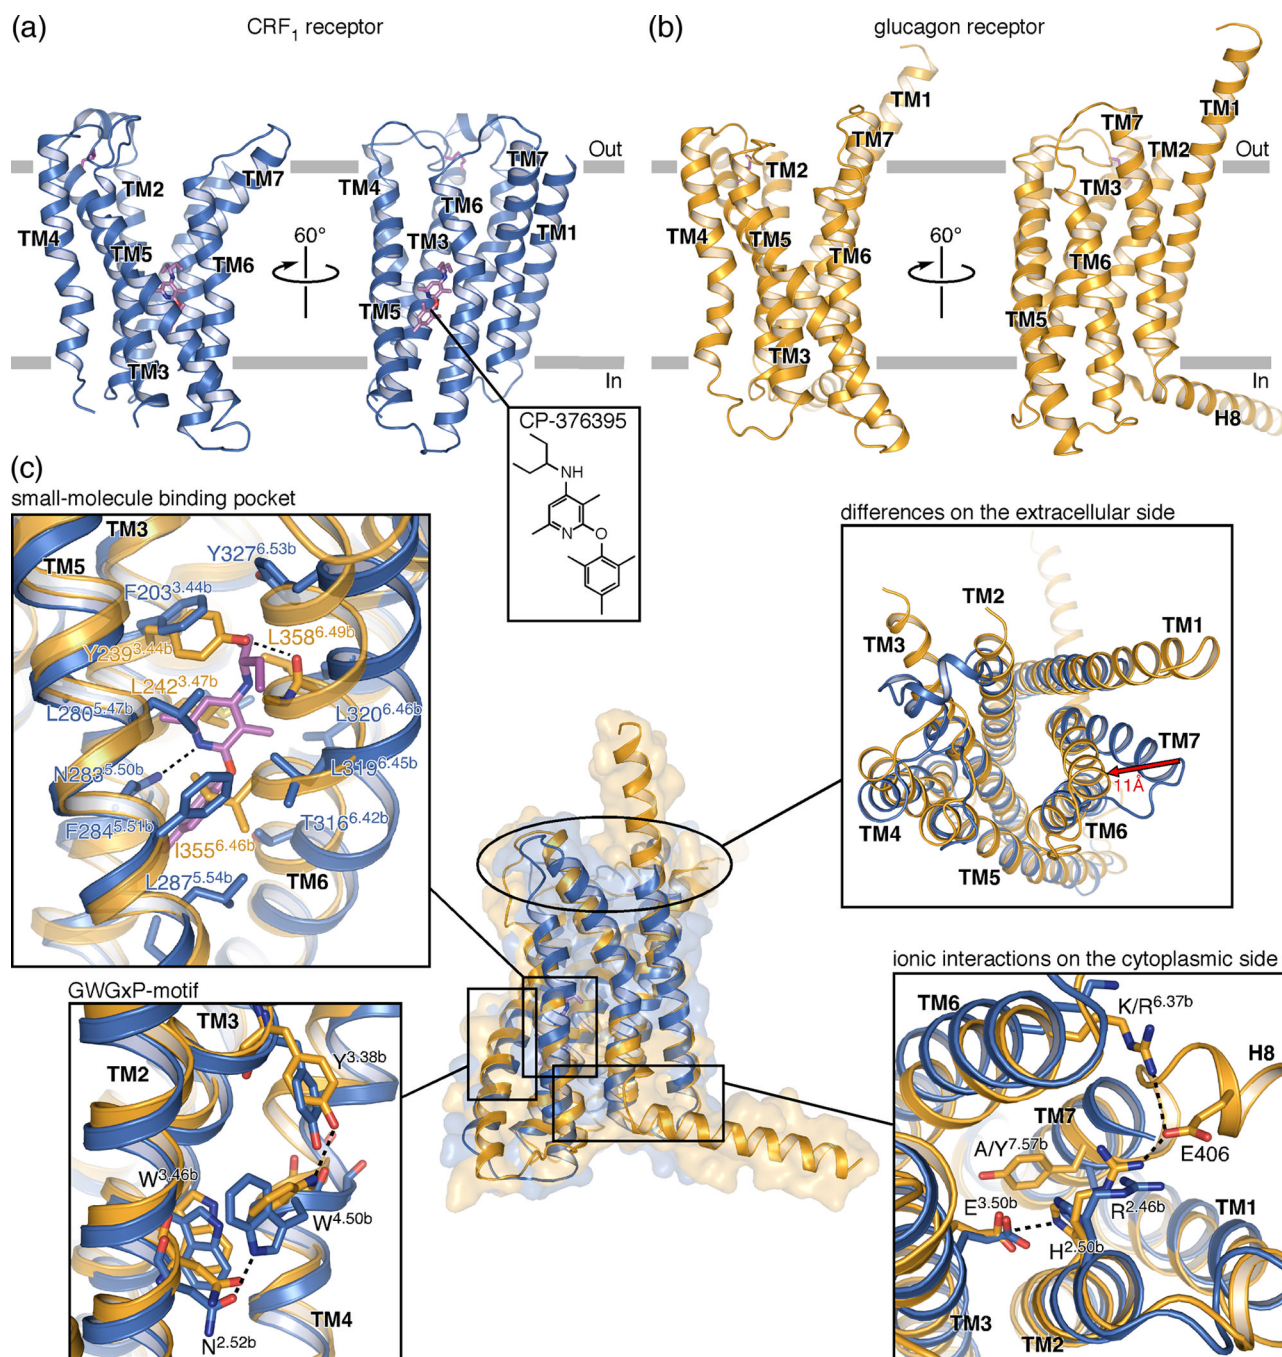 (a)
CRF1 receptor
TM4
TM2
TM5
TM3
TM7
TM6
60°
TM4
TM7
TM6
TM3
TM1
TM5
Out
In
CP-376395
NH
N
O
(b)
glucagon receptor
TM1
TM7
TM2
TM4
TM5
TM6
TM3
60°
TM1
TM7
TM2
TM3
TM6
TM5
H8
Out
In
(c)
small-molecule binding pocket
TM3
TM5
Y327^6.53b
F203^3.44b
L358^6.49b
Y239^3.44b
L242^3.47b
L280^5.47b
L320^6.46b
N283^5.50b
L319^6.45b
F284^5.51b
T316^6.42b
I355^6.46b
L287^5.54b
TM6
differences on the extracellular side
TM2
TM3
TM1
TM7
11Å
TM4
TM6
TM5
GWGxP-motif
TM3
TM2
Y^3.38b
W^3.46b
W^4.50b
N^2.52b
TM4
ionic interactions on the cytoplasmic side
TM6
K/R^6.37b
H8
TM7
A/Y^7.57b
E406
E^3.50b
R^2.46b
H^2.50b
TM1
TM3
TM2